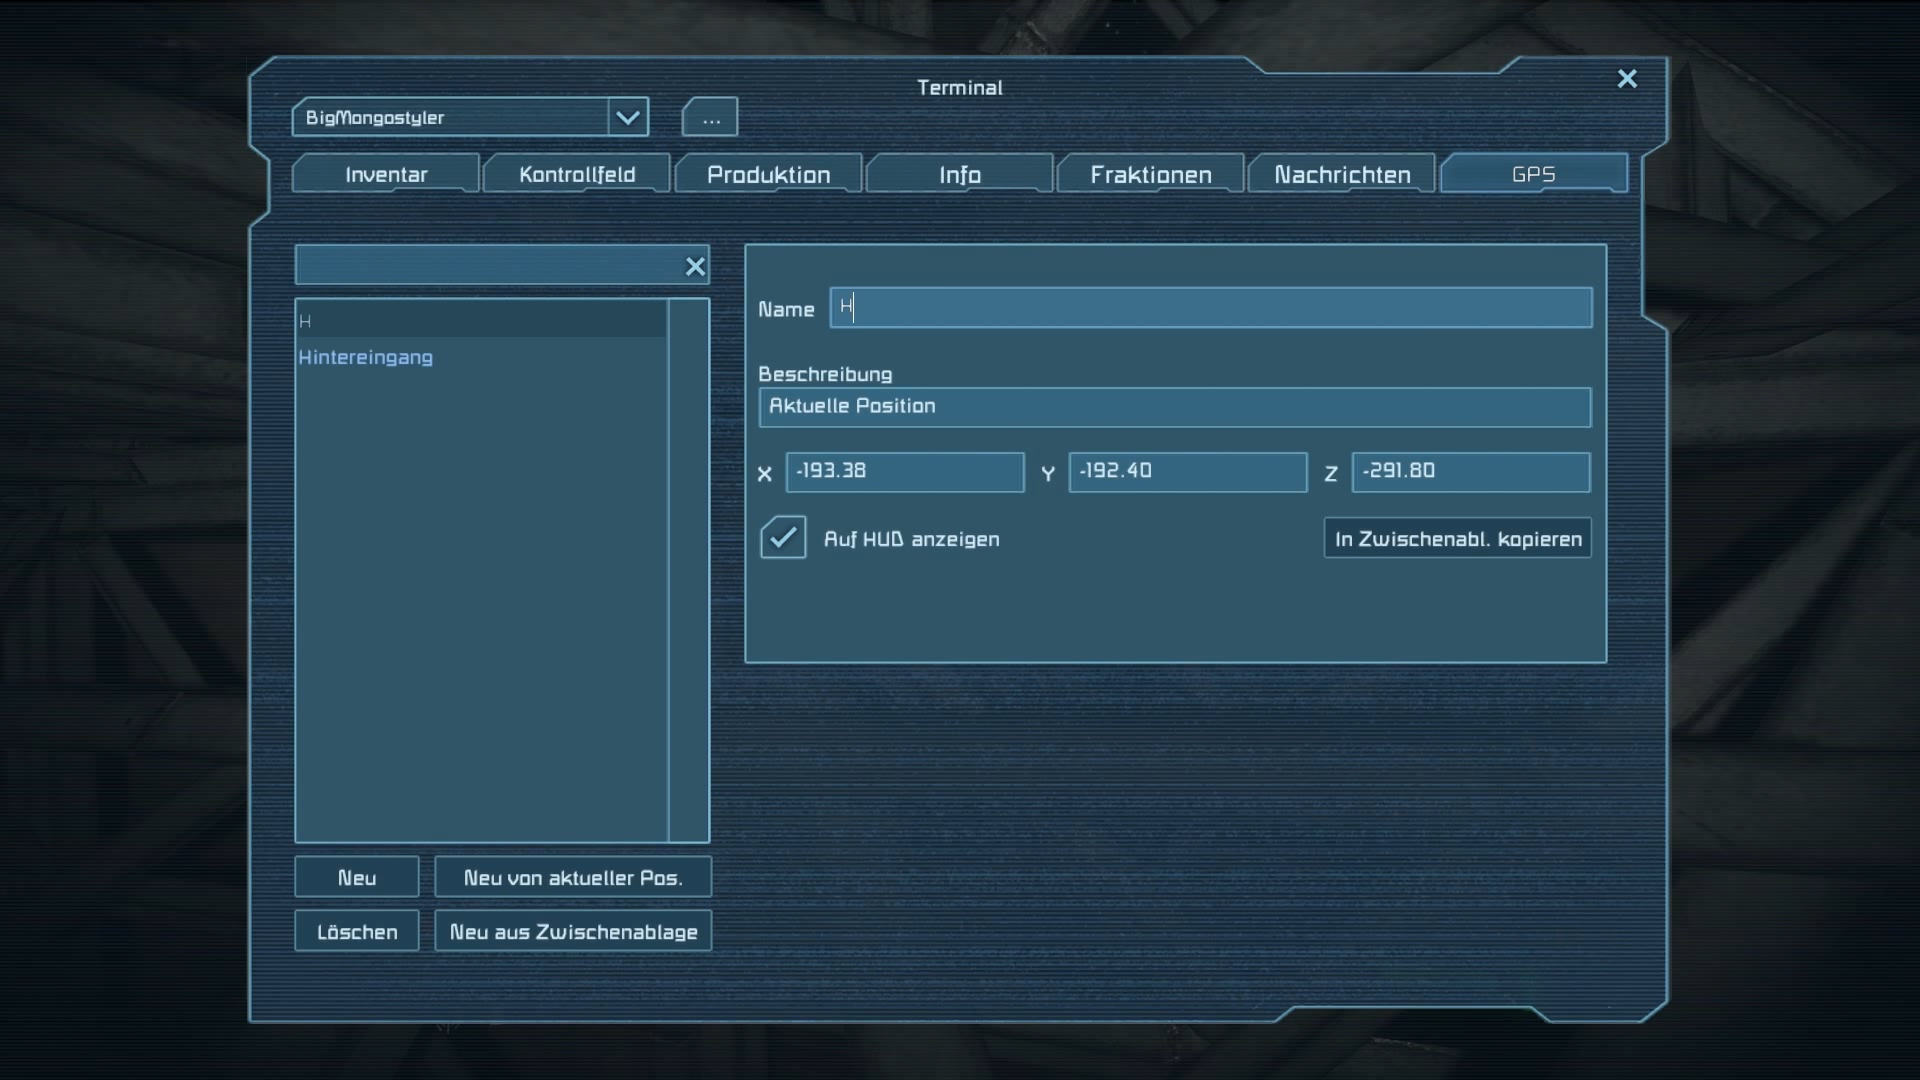 Terminal
BigMongostyler
...
Inventar Kontrollfeld Produktion Info Fraktionen Nachrichten GPS
H
Hintereingang
Name H
Beschreibung
Aktuelle Position
X -193.38 Y -192.40 Z -291.80
Auf HUD anzeigen In Zwischenabl. kopieren
Neu Neu von aktueller Pos.
Löschen Neu aus Zwischenablage